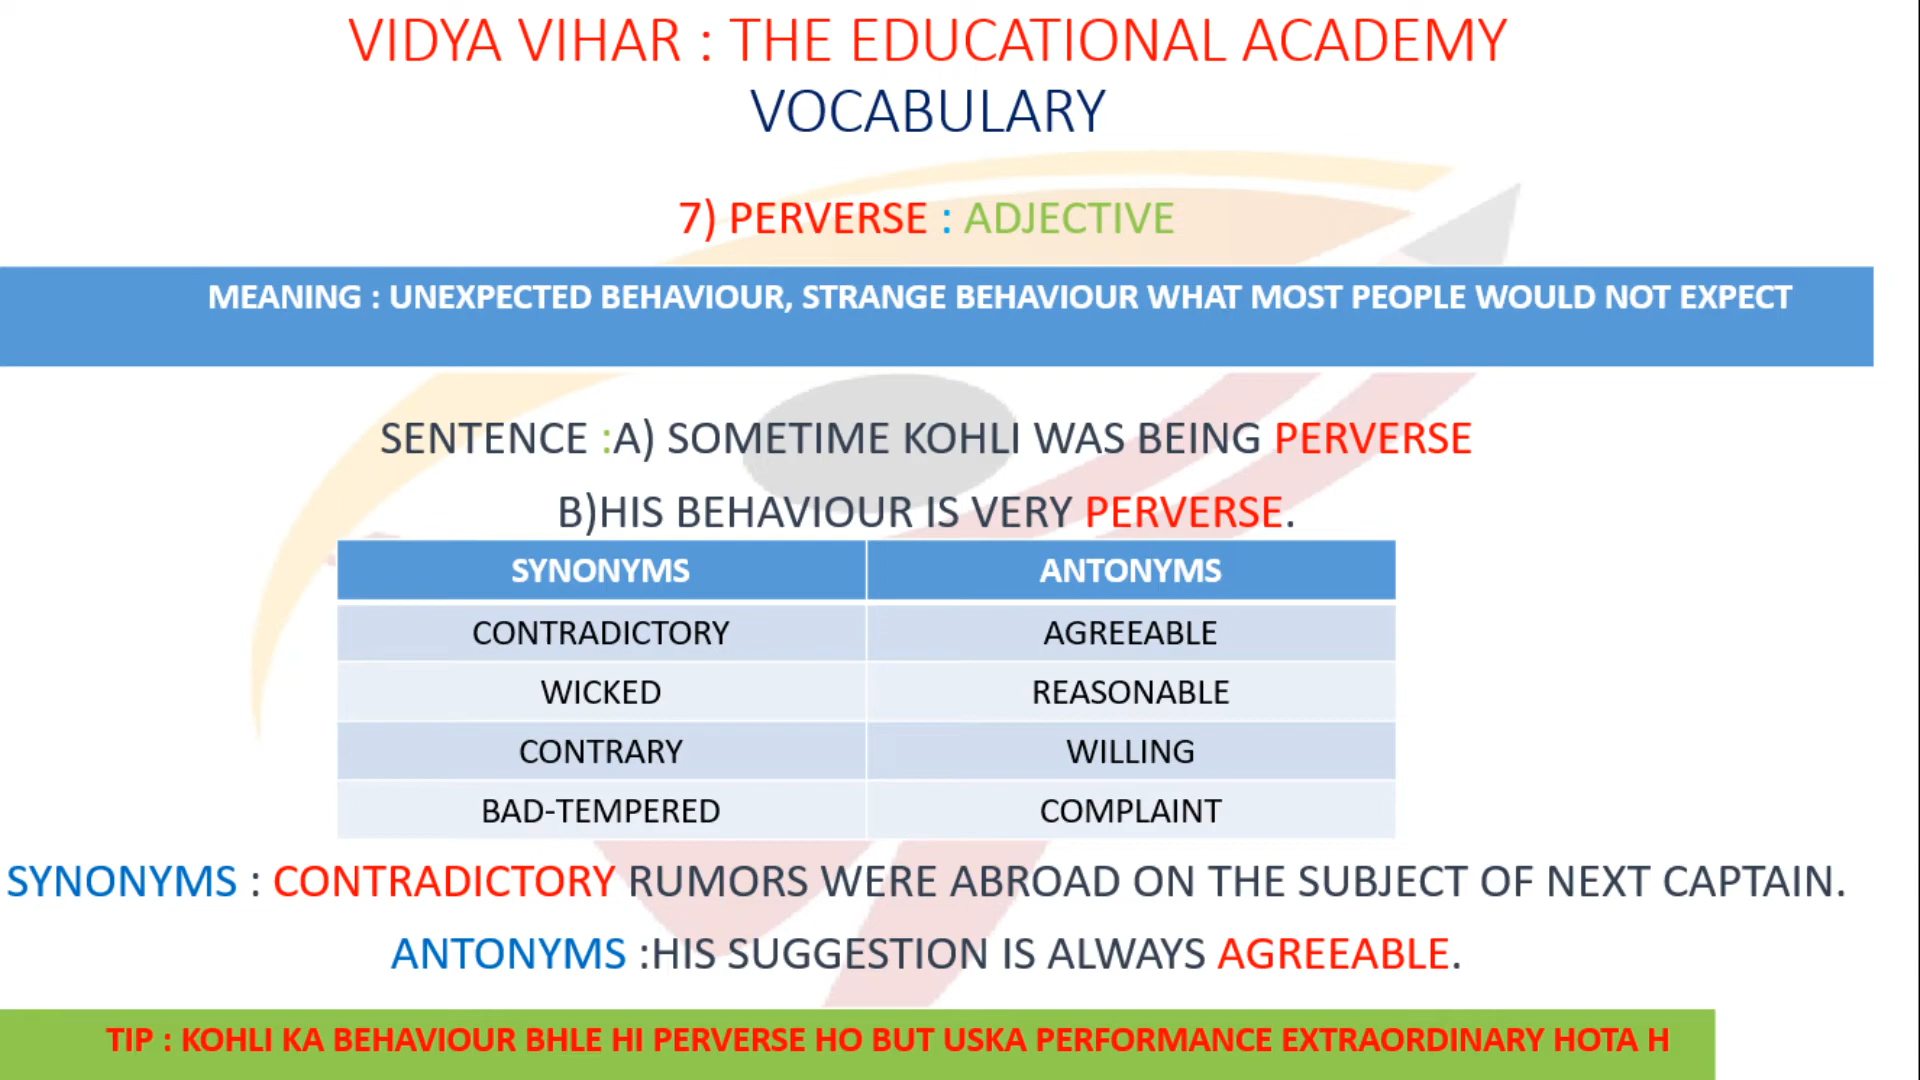 VIDYA VIHAR : THE EDUCATIONAL ACADEMY
VOCABULARY
7) PERVERSE : ADJECTIVE
MEANING : UNEXPECTED BEHAVIOUR, STRANGE BEHAVIOUR WHAT MOST PEOPLE WOULD NOT EXPECT
SENTENCE :A) SOMETIME KOHLI WAS BEING PERVERSE
B)HIS BEHAVIOUR IS VERY PERVERSE.
SYNONYMS ANTONYMS
CONTRADICTORY AGREEABLE
WICKED REASONABLE
CONTRARY WILLING
BAD-TEMPERED COMPLAINT
SYNONYMS : CONTRADICTORY RUMORS WERE ABROAD ON THE SUBJECT OF NEXT CAPTAIN.
ANTONYMS :HIS SUGGESTION IS ALWAYS AGREEABLE.
TIP : KOHLI KA BEHAVIOUR BHLE HI PERVERSE HO BUT USKA PERFORMANCE EXTRAORDINARY HOTA H